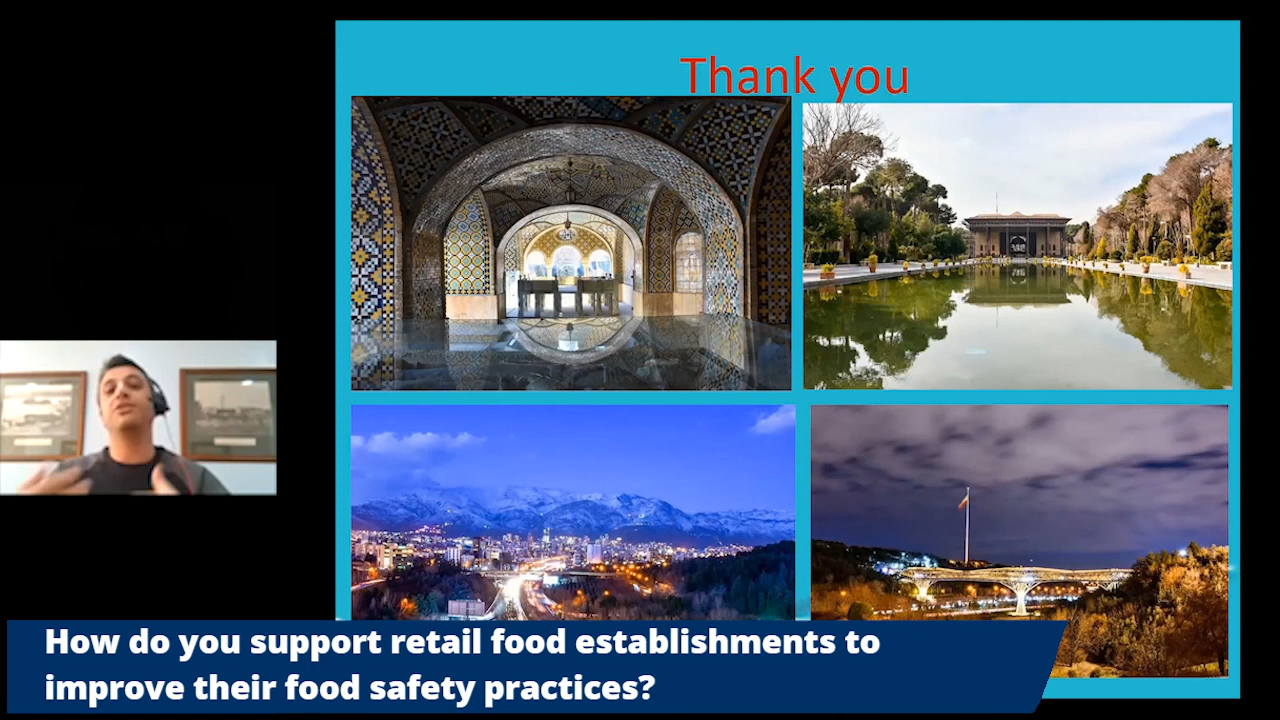 Thank you
How do you support retail food establishments to
improve their food safety practices?